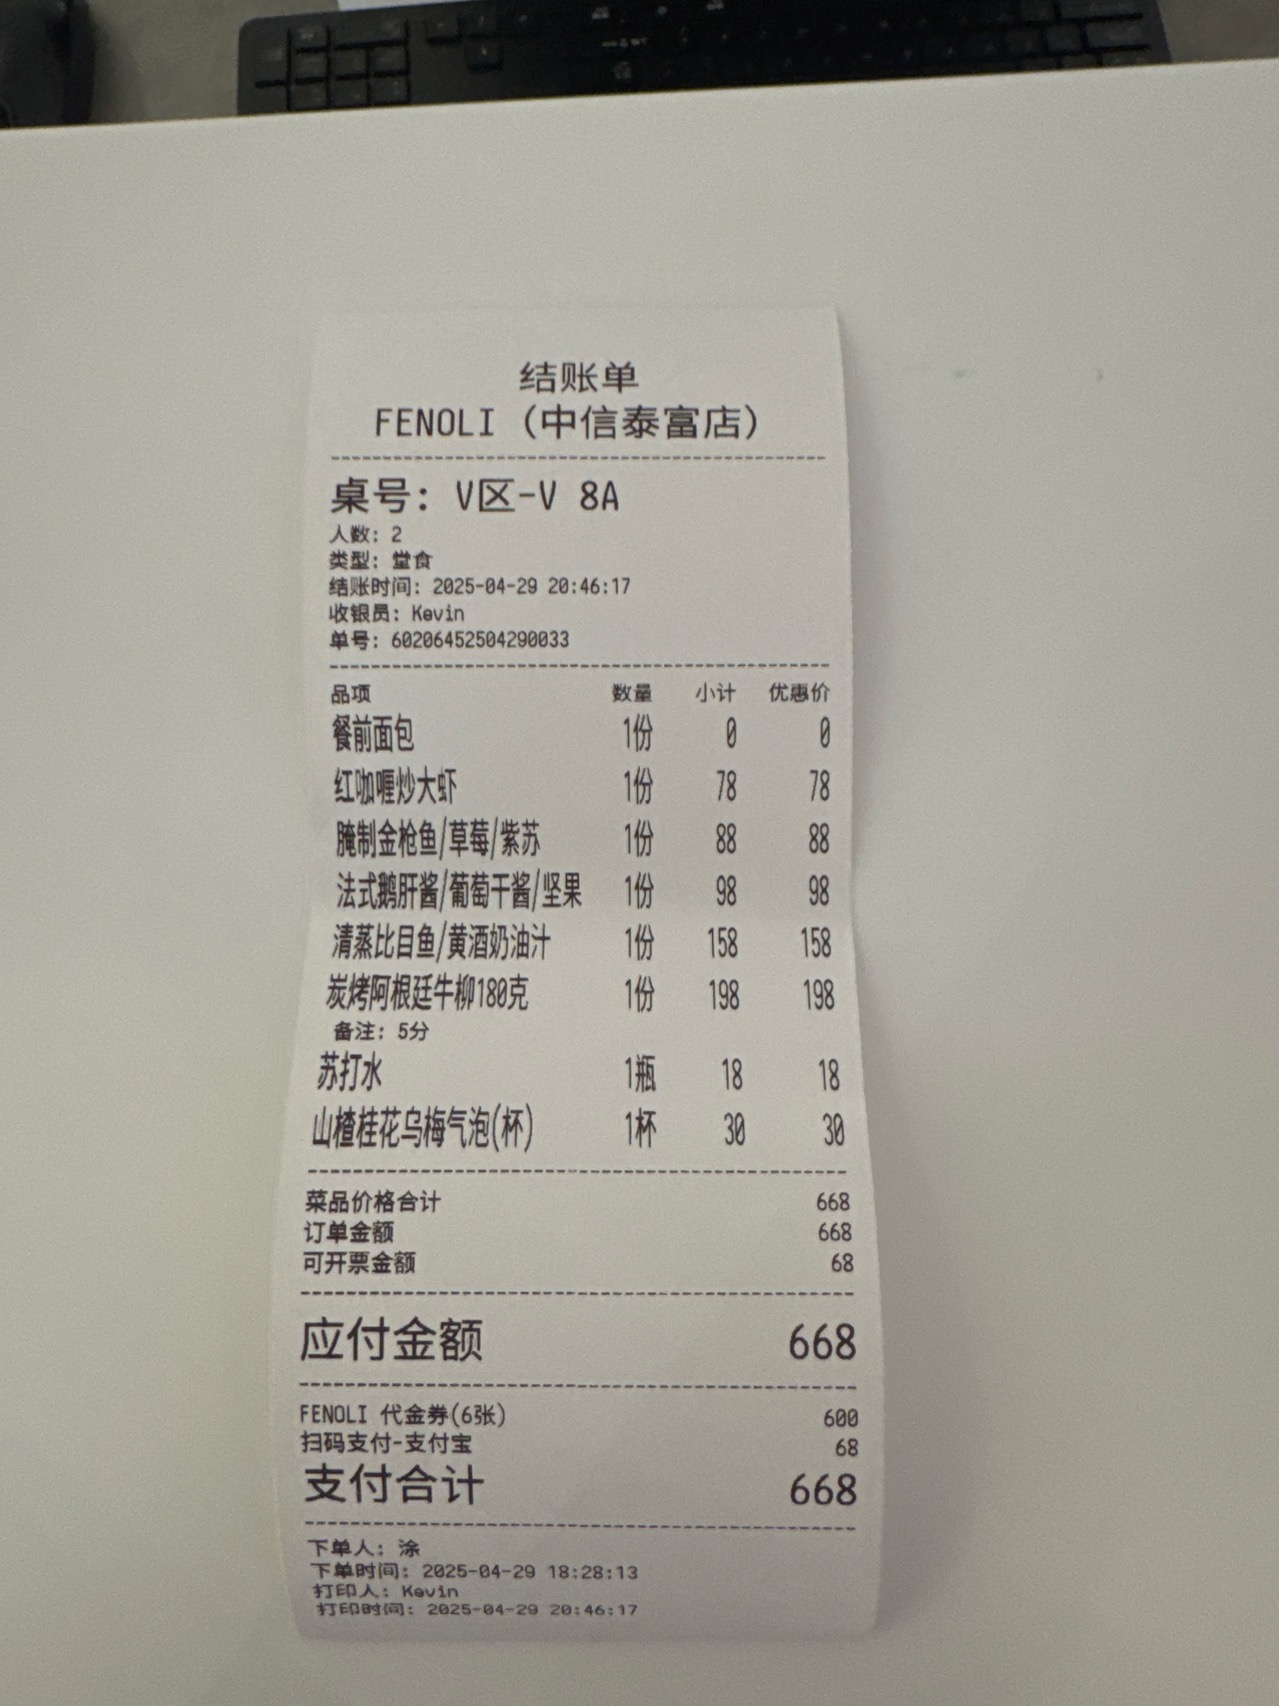 结账单
FENOLI (中信泰富店)
桌号: V区-V 8A
人数: 2
类型: 堂食
结账时间: 2025-04-29 20:46:17
收银员: Kevin
单号: 60206452504290033
品项 数量 小计 优惠价
餐前面包 1份 0 0
红咖喱炒大虾 1份 78 78
腌制金枪鱼/草莓/紫苏 1份 88 88
法式鹅肝酱/葡萄干酱/坚果 1份 98 98
清蒸比目鱼/黄酒奶油汁 1份 158 158
炭烤阿根廷牛柳180克 1份 198 198
备注: 5分
苏打水 1瓶 18 18
山楂桂花乌梅气泡(杯) 1杯 30 30
菜品价格合计 668
订单金额 668
可开票金额 68
应付金额 668
FENOLI 代金券(6张) 600
扫码支付-支付宝 68
支付合计 668
下单人: 涂
下单时间: 2025-04-29 18:28:13
打印人: Kevin
打印时间: 2025-04-29 20:46:17